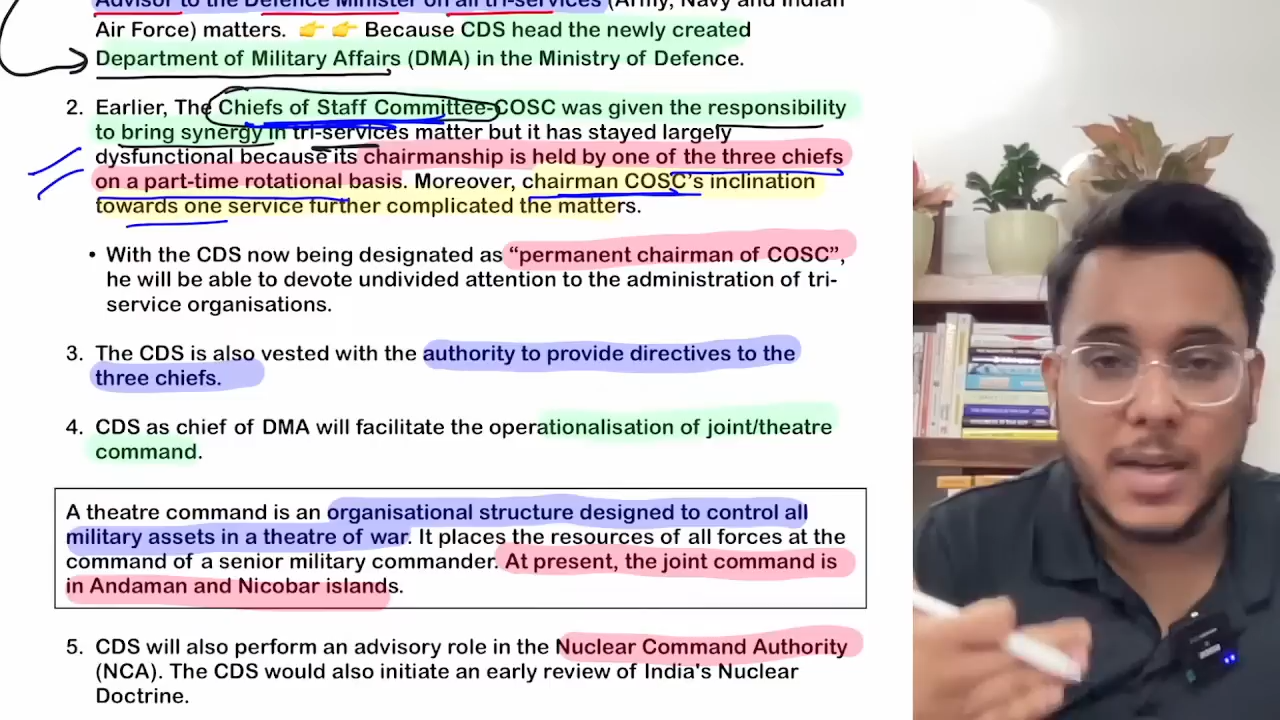 Advisor to the Defence Minister on all tri-services (Army, Navy and Indian
Air Force) matters. 👉 👉 Because CDS head the newly created
Department of Military Affairs (DMA) in the Ministry of Defence.
2. Earlier, The Chiefs of Staff Committee-COSC was given the responsibility
to bring synergy in tri-services matter but it has stayed largely
dysfunctional because its chairmanship is held by one of the three chiefs
on a part-time rotational basis. Moreover, chairman COSC's inclination
towards one service further complicated the matters.
• With the CDS now being designated as “permanent chairman of COSC”,
he will be able to devote undivided attention to the administration of tri-
service organisations.
3. The CDS is also vested with the authority to provide directives to the
three chiefs.
4. CDS as chief of DMA will facilitate the operationalisation of joint/theatre
command.
A theatre command is an organisational structure designed to control all
military assets in a theatre of war. It places the resources of all forces at the
command of a senior military commander. At present, the joint command is
in Andaman and Nicobar islands.
5. CDS will also perform an advisory role in the Nuclear Command Authority
(NCA). The CDS would also initiate an early review of India's Nuclear
Doctrine.